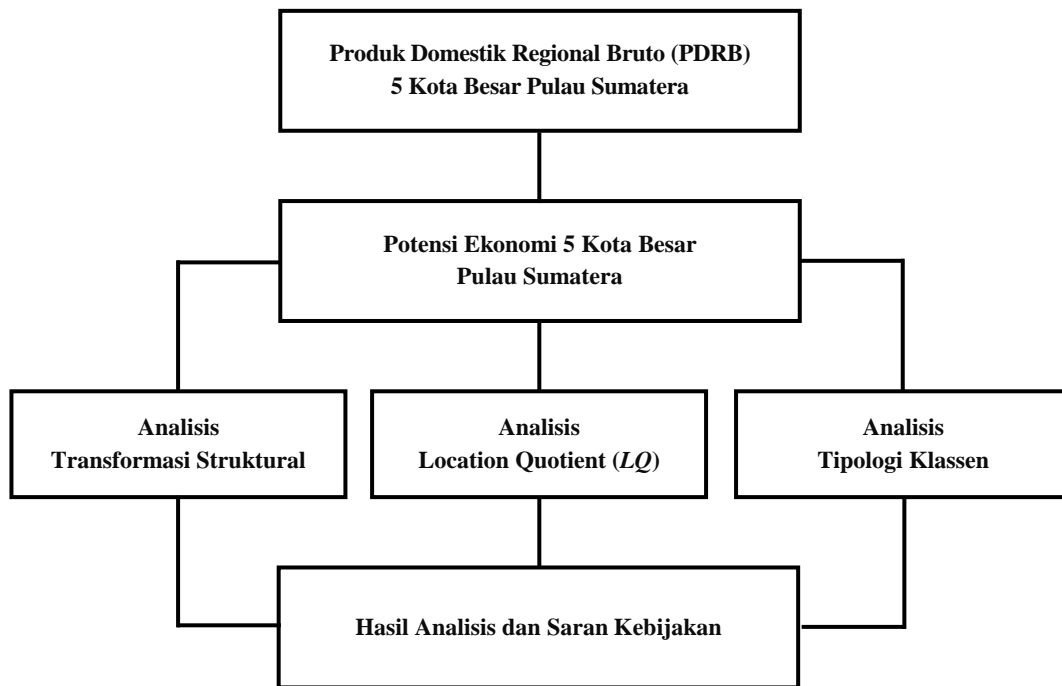 Produk Domestik Regional Bruto (PDRB)
5 Kota Besar Pulau Sumatera
Potensi Ekonomi 5 Kota Besar
Pulau Sumatera
Analisis
Transformasi Struktural
Analisis
Location Quotient (LQ)
Analisis
Tipologi Klassen
Hasil Analisis dan Saran Kebijakan